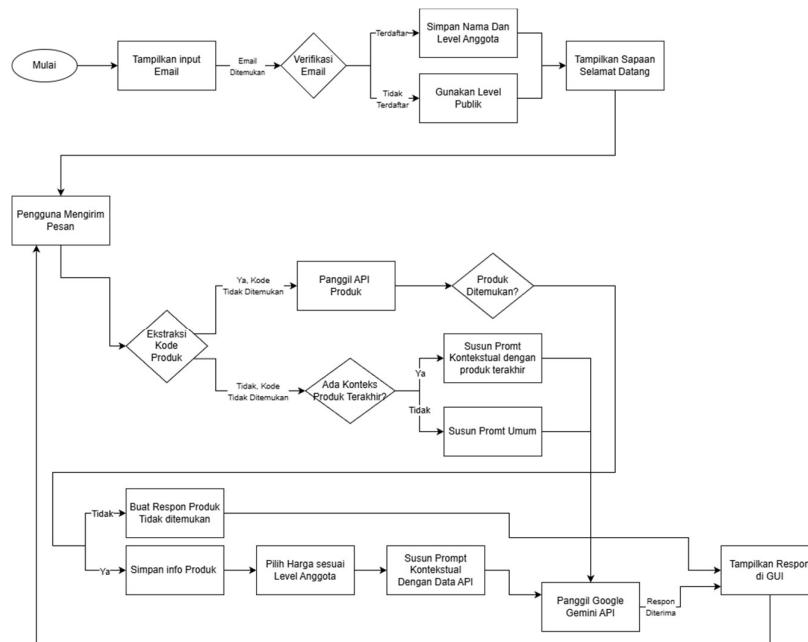 Mulai
Tampilkan input
Email
Email
Ditemukan
Verifikasi
Email
Terdaftar
Simpan Nama Dan
Level Anggota
Tidak
Terdaftar
Gunakan Level
Publik
Tampilkan Sapaan
Selamat Datang
Pengguna Mengirim
Pesan
Ekstraksi
Kode
Produk
Ya, Kode
Tidak Ditemukan
Panggil API
Produk
Produk
Ditemukan?
Tidak, Kode
Tidak Ditemukan
Ada Konteks
Produk Terakhir?
Ya
Susun Promt
Kontekstual dengan
produk terakhir
Tidak
Susun Promt Umum
Tidak
Buat Respon Produk
Tidak ditemukan
Ya
Simpan info Produk
Pilih Harga sesuai
Level Anggota
Susun Prompt
Kontekstual
Dengan Data API
Panggil Google
Gemini API
Respon
Diterima
Tampilkan Respon
di GUI